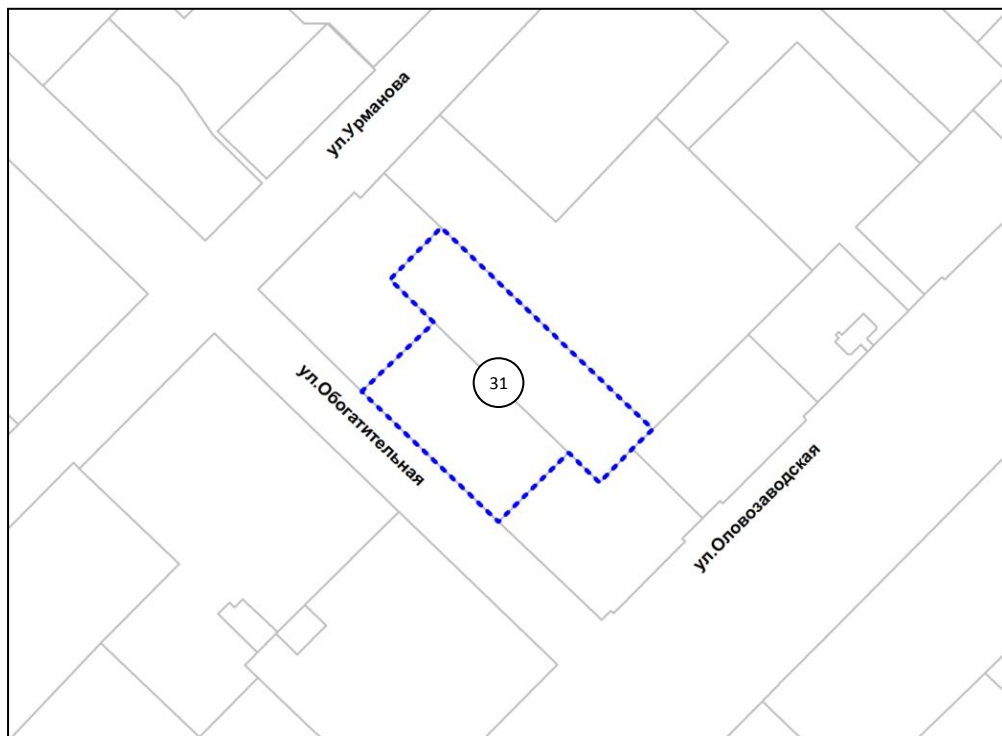 ул.Урманова
31
ул.Обогатительная
ул.Оловозаводская